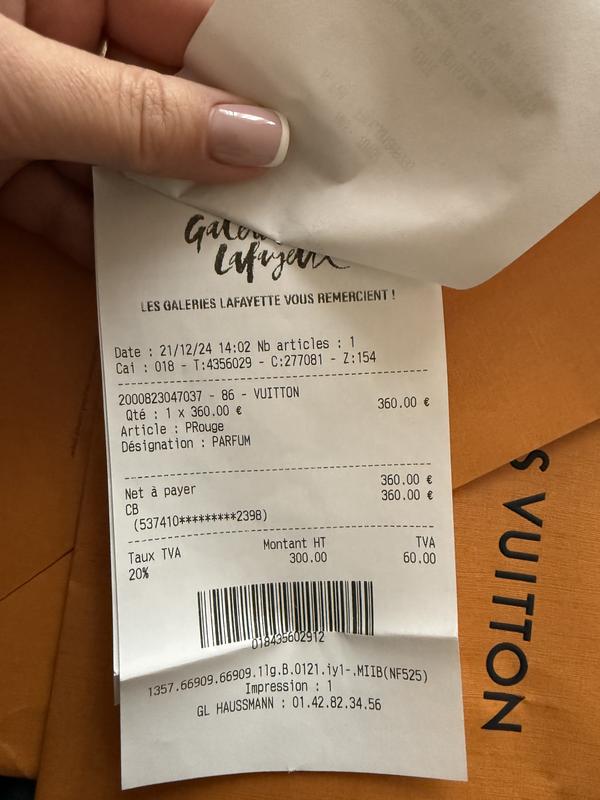 Galeries
Lafayette
LES GALERIES LAFAYETTE VOUS REMERCIENT !
Date : 21/12/24 14:02 Nb articles : 1
Cai : 018 - T:4356029 - C:277081 - Z:154
2000823047037 - 86 - VUITTON
Qté : 1 x 360.00 € 360.00 €
Article : PRouge
Désignation : PARFUM
Net à payer 360.00 €
CB 360.00 €
(537410*********2398)
Taux TVA Montant HT TVA
20% 300.00 60.00
018435602912
1357.66909.66909.1lg.B.0121.iy1-.MIIB(NF525)
Impression : 1
GL HAUSSMANN : 01.42.82.34.56
S VUITTON